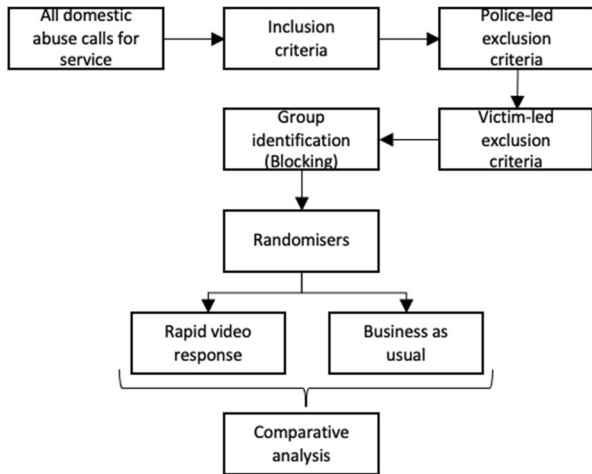 All domestic
abuse calls for
service
Inclusion
criteria
Police-led
exclusion
criteria
Group
identification
(Blocking)
Victim-led
exclusion
criteria
Randomisers
Rapid video
response
Business as
usual
Comparative
analysis